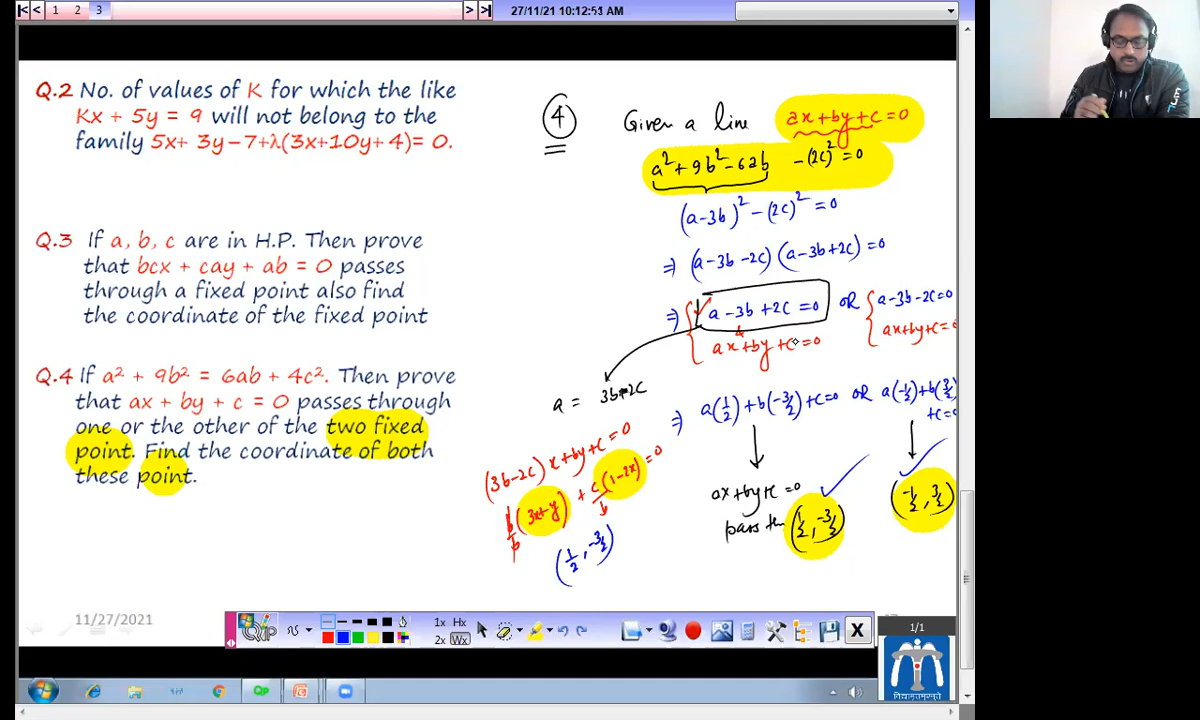 1 2 3
27/11/21 10:12:53 AM
Q.2 No. of values of K for which the like
Kx + 5y = 9 will not belong to the
family 5x+ 3y-7+λ(3x+10y+4)= 0.
Q.3 If a, b, c are in H.P. Then prove
that bcx + cay + ab = 0 passes
through a fixed point also find
the coordinate of the fixed point
Q.4 If a² + 9b² = 6ab + 4c². Then prove
that ax + by + c = 0 passes through
one or the other of the two fixed
point. Find the coordinate of both
these point.
④ Given a line ax+by+c=0
a²+9b²-6ab -(2c)²=0
(a-3b)²-(2c)²=0
⇒ (a-3b-2c)(a-3b+2c)=0
⇒ a-3b+2c=0 OR a-3b-2c=0
ax+by+c=0 ax+by+c=0
a = 3b-2c
⇒ a(1/2)+b(-3/2)+c=0 OR a(-1/2)+b(3/2)
+c=0
(3b-2c)x+by+c=0
b/b(3x+y)+c/b(1-2x)=0
(1/2, -3/2)
ax+by+c=0
pass th (1/2, -3/2) (-1/2, 3/2)
11/27/2021
1x Hx
2x Wx
1/1